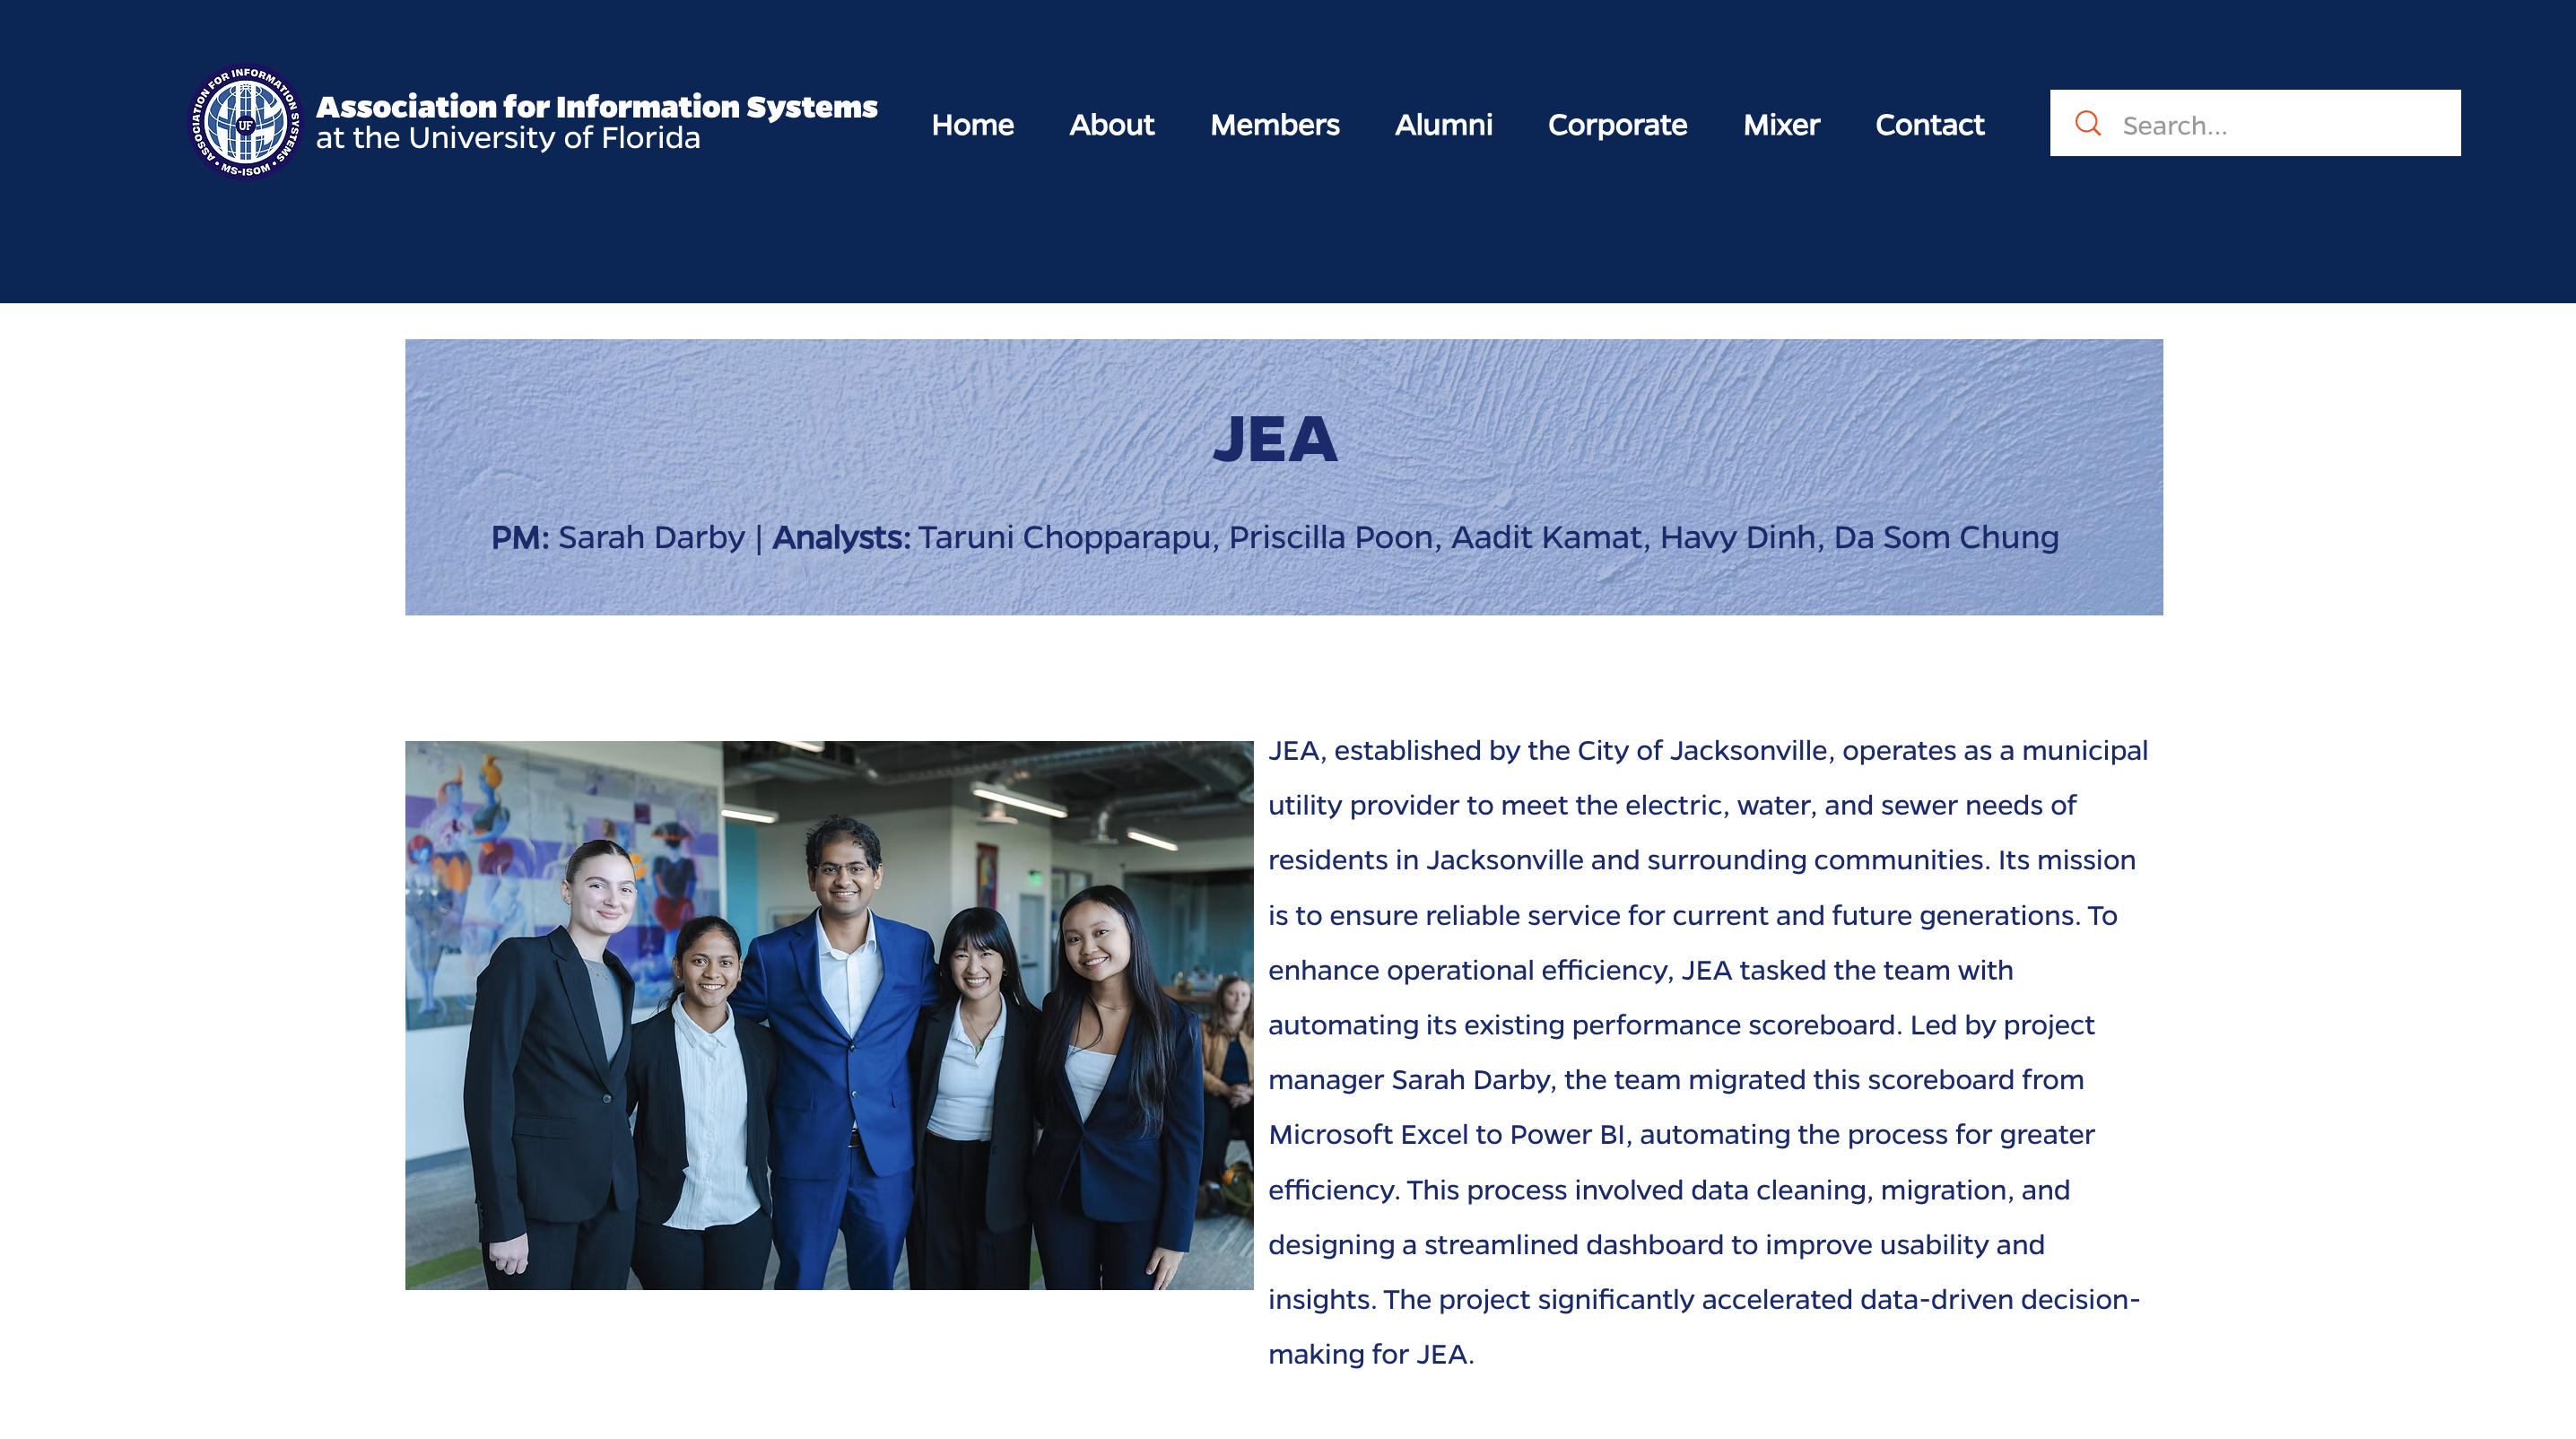 ASSOCIATION FOR INFORMATION SYSTEMS • MS-ISOM •
UF
Association for Information Systems
at the University of Florida
Home About Members Alumni Corporate Mixer Contact
Search...
JEA
PM: Sarah Darby | Analysts: Taruni Chopparapu, Priscilla Poon, Aadit Kamat, Havy Dinh, Da Som Chung
JEA, established by the City of Jacksonville, operates as a municipal
utility provider to meet the electric, water, and sewer needs of
residents in Jacksonville and surrounding communities. Its mission
is to ensure reliable service for current and future generations. To
enhance operational efficiency, JEA tasked the team with
automating its existing performance scoreboard. Led by project
manager Sarah Darby, the team migrated this scoreboard from
Microsoft Excel to Power BI, automating the process for greater
efficiency. This process involved data cleaning, migration, and
designing a streamlined dashboard to improve usability and
insights. The project significantly accelerated data-driven decision-
making for JEA.